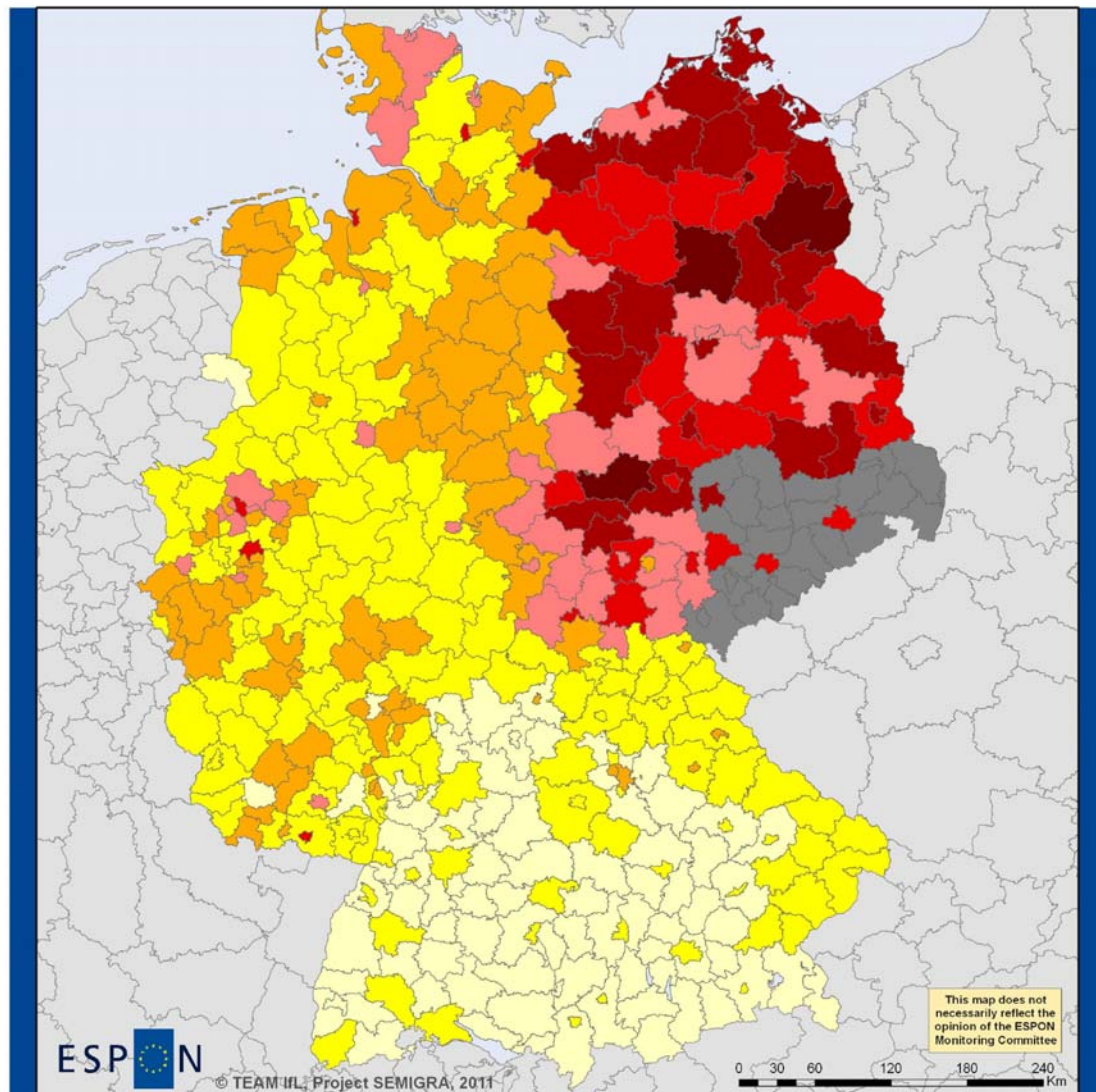 This map does not
necessarily reflect the
opinion of the ESPON
Monitoring Committee
ESPON
© TEAM IfL, Project SEMIGRA, 2011
0 30 60 120 180 240
Km